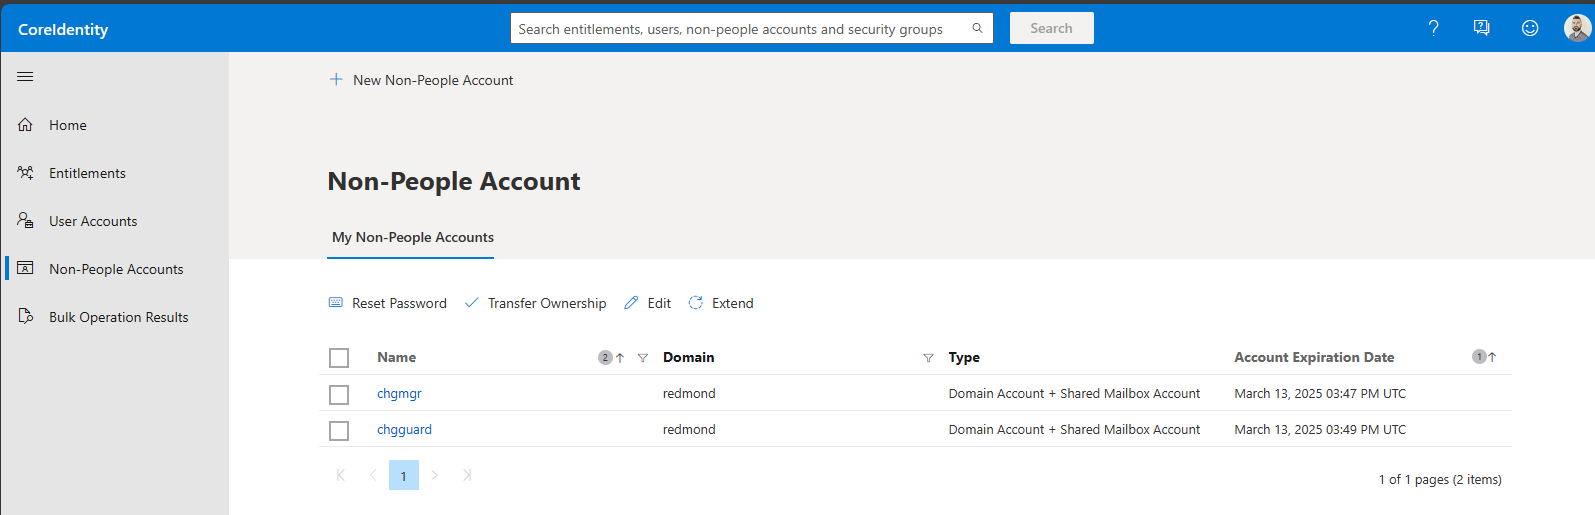 CoreIdentity
Search entitlements, users, non-people accounts and security groups
Search
Home
Entitlements
User Accounts
Non-People Accounts
Bulk Operation Results
New Non-People Account
Non-People Account
My Non-People Accounts
Reset Password Transfer Ownership Edit Extend
Name 2 Domain Type Account Expiration Date 1
chgmgr redmond Domain Account + Shared Mailbox Account March 13, 2025 03:47 PM UTC
chgguard redmond Domain Account + Shared Mailbox Account March 13, 2025 03:49 PM UTC
1
1 of 1 pages (2 items)